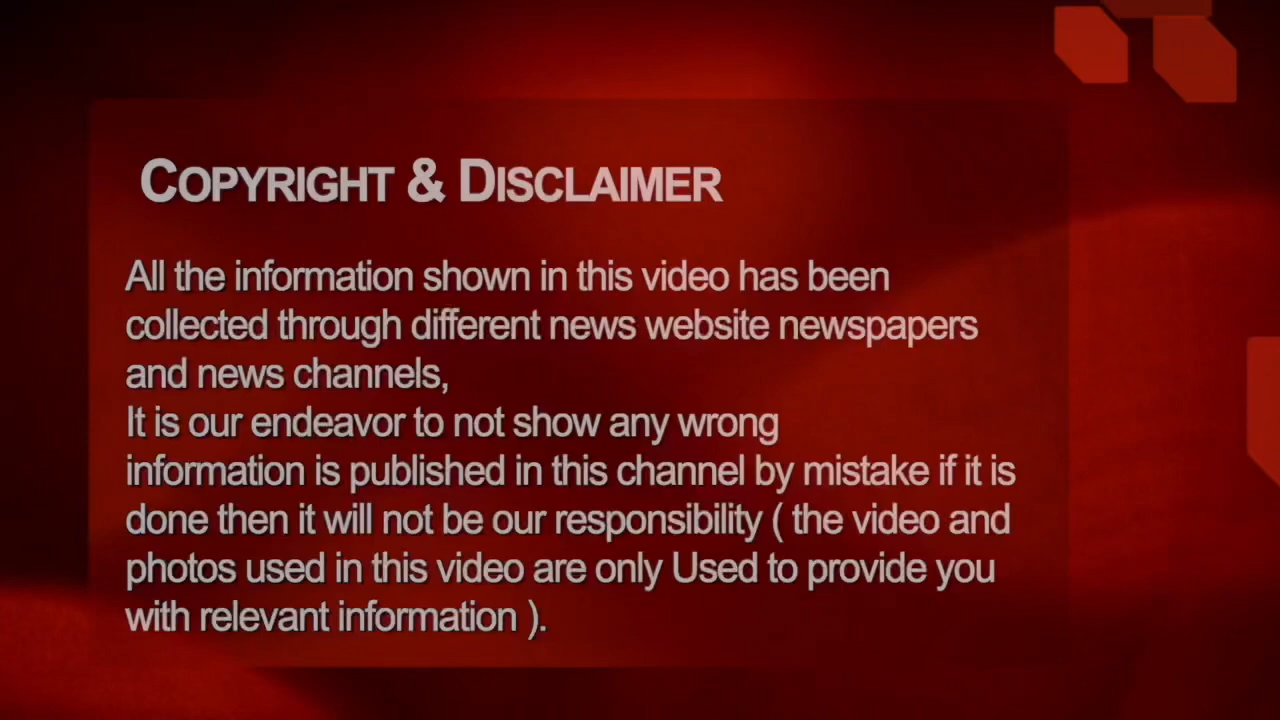 COPYRIGHT & DISCLAIMER
All the information shown in this video has been
collected through different news website newspapers
and news channels,
It is our endeavor to not show any wrong
information is published in this channel by mistake if it is
done then it will not be our responsibility ( the video and
photos used in this video are only Used to provide you
with relevant information ).